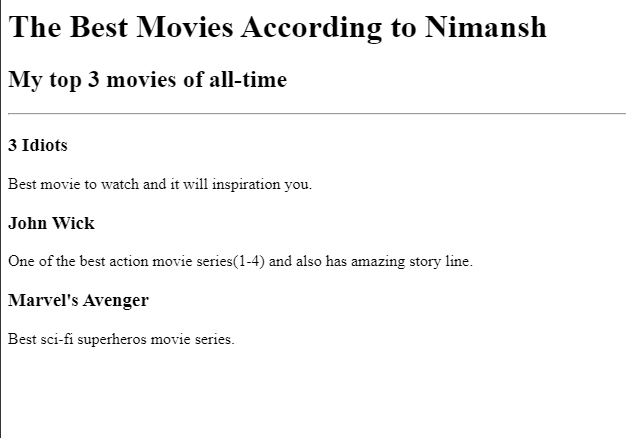 The Best Movies According to Nimansh
My top 3 movies of all-time
3 Idiots
Best movie to watch and it will inspiration you.
John Wick
One of the best action movie series(1-4) and also has amazing story line.
Marvel's Avenger
Best sci-fi superheros movie series.